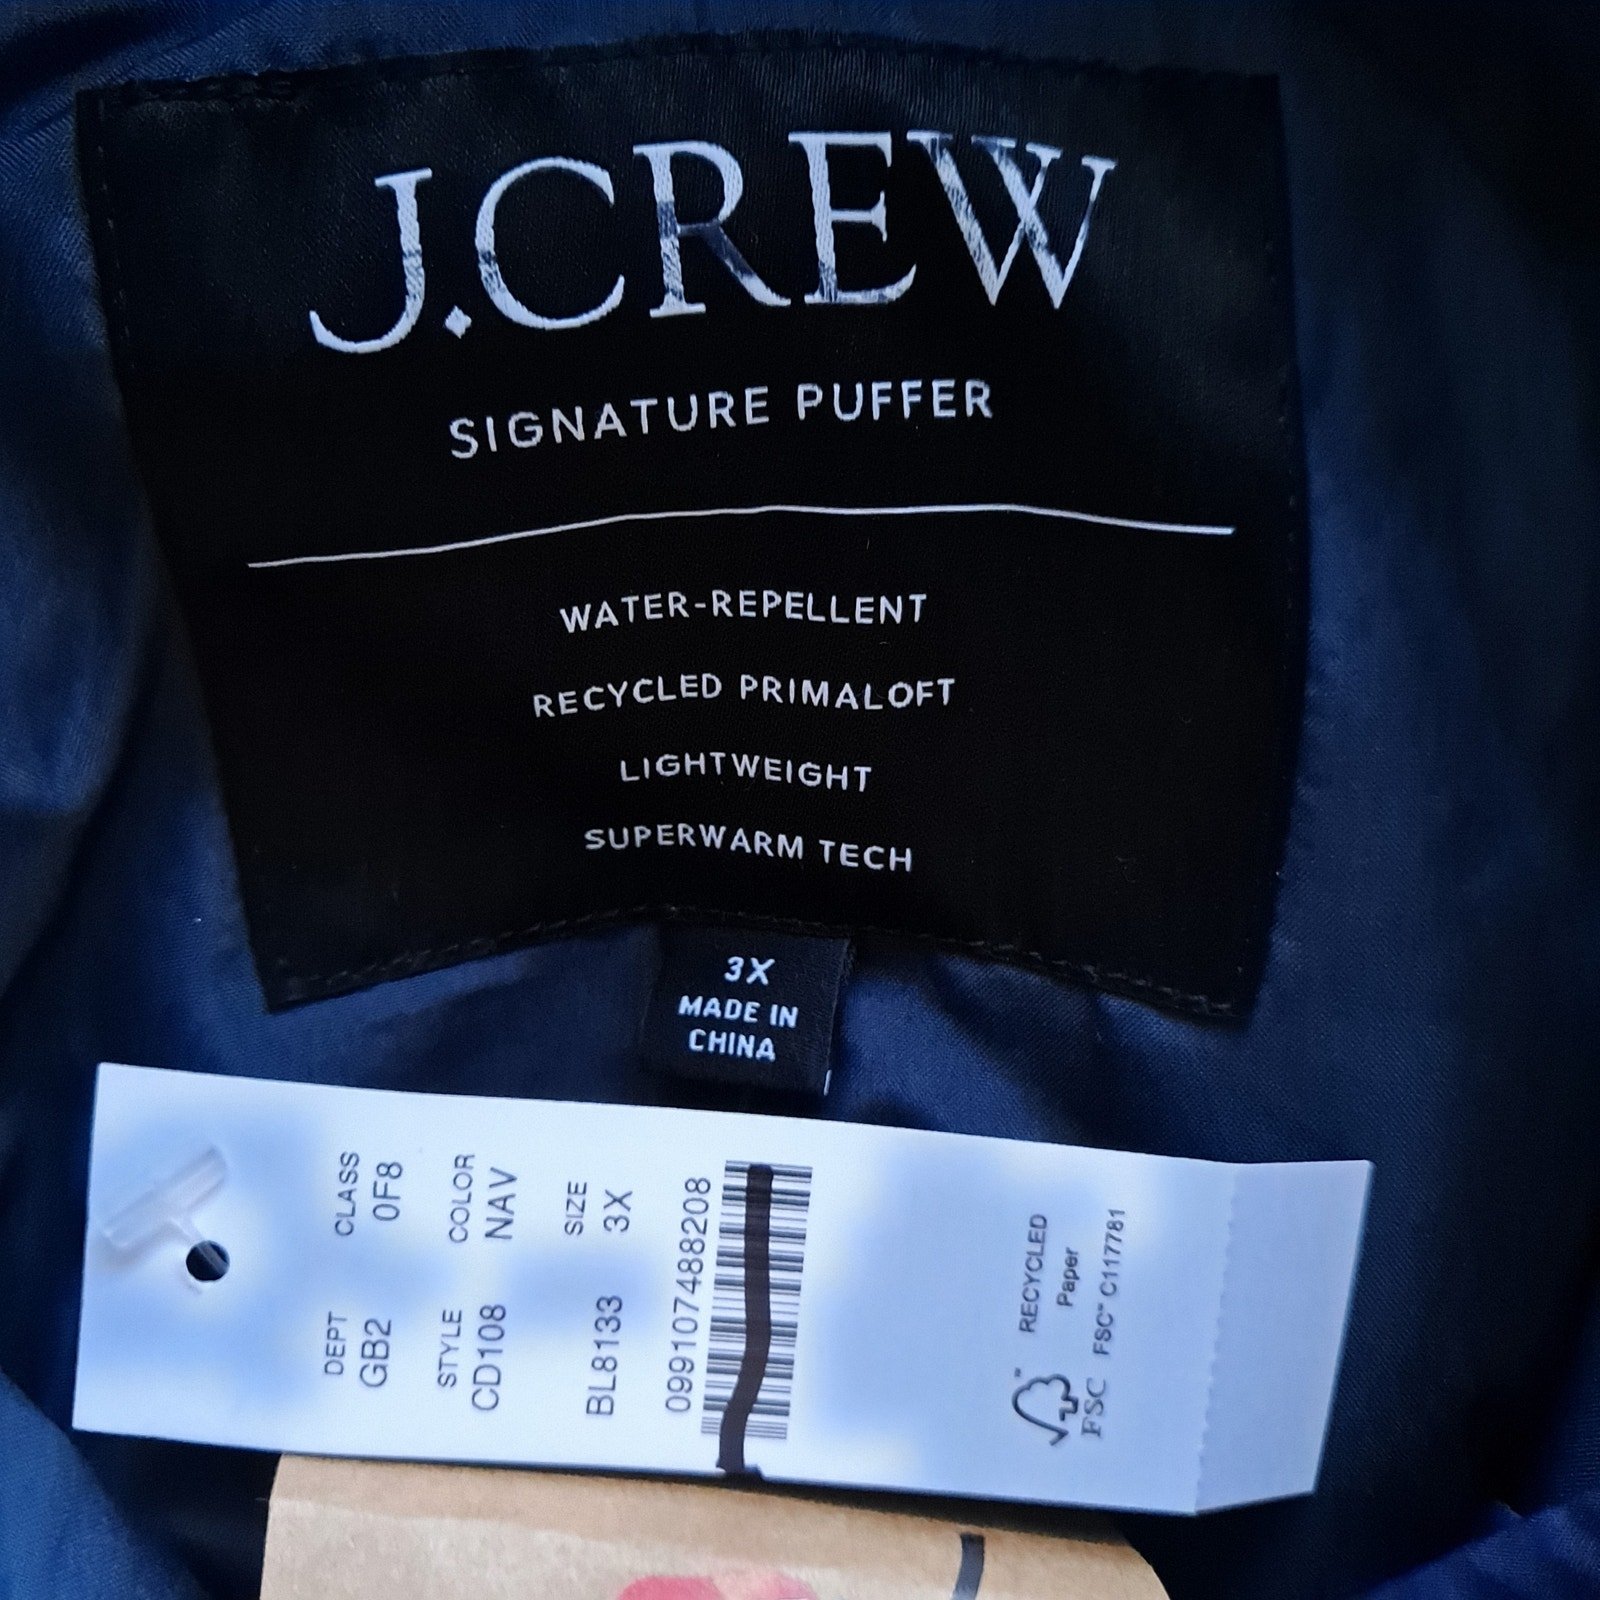 J.CREW
SIGNATURE PUFFER
WATER-REPELLENT
RECYCLED PRIMALOFT
LIGHTWEIGHT
SUPERWARM TECH
3X
MADE IN
CHINA
DEPT CLASS
GB2 0F8
STYLE COLOR
CD108 NAV
SIZE
BL8133 3X
099107488208
RECYCLED
Paper
FSC™ C117781
FSC